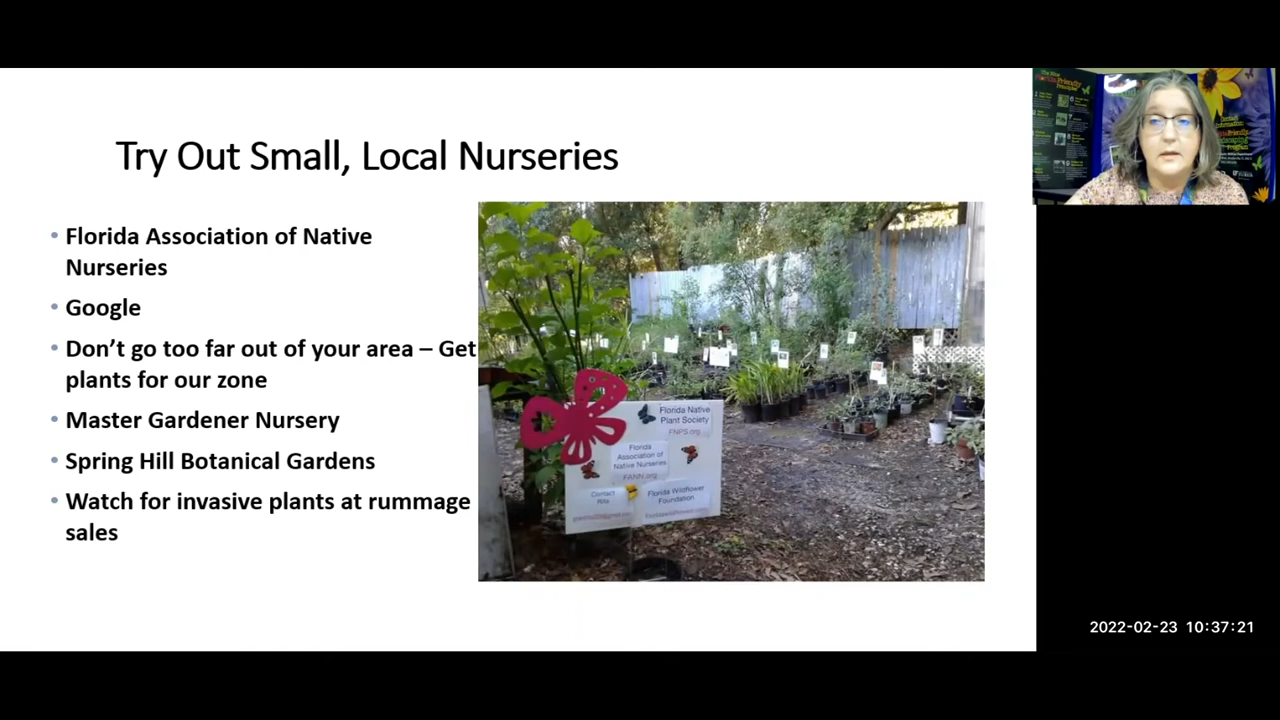 Try Out Small, Local Nurseries
• Florida Association of Native
Nurseries
• Google
• Don't go too far out of your area – Get
plants for our zone
• Master Gardener Nursery
• Spring Hill Botanical Gardens
• Watch for invasive plants at rummage
sales
Florida Native
Plant Society
FNPS.org
Florida
Association of
Native Nurseries
FANN.org
Contact
Florida Wildflower
Foundation
2022-02-23 10:37:21